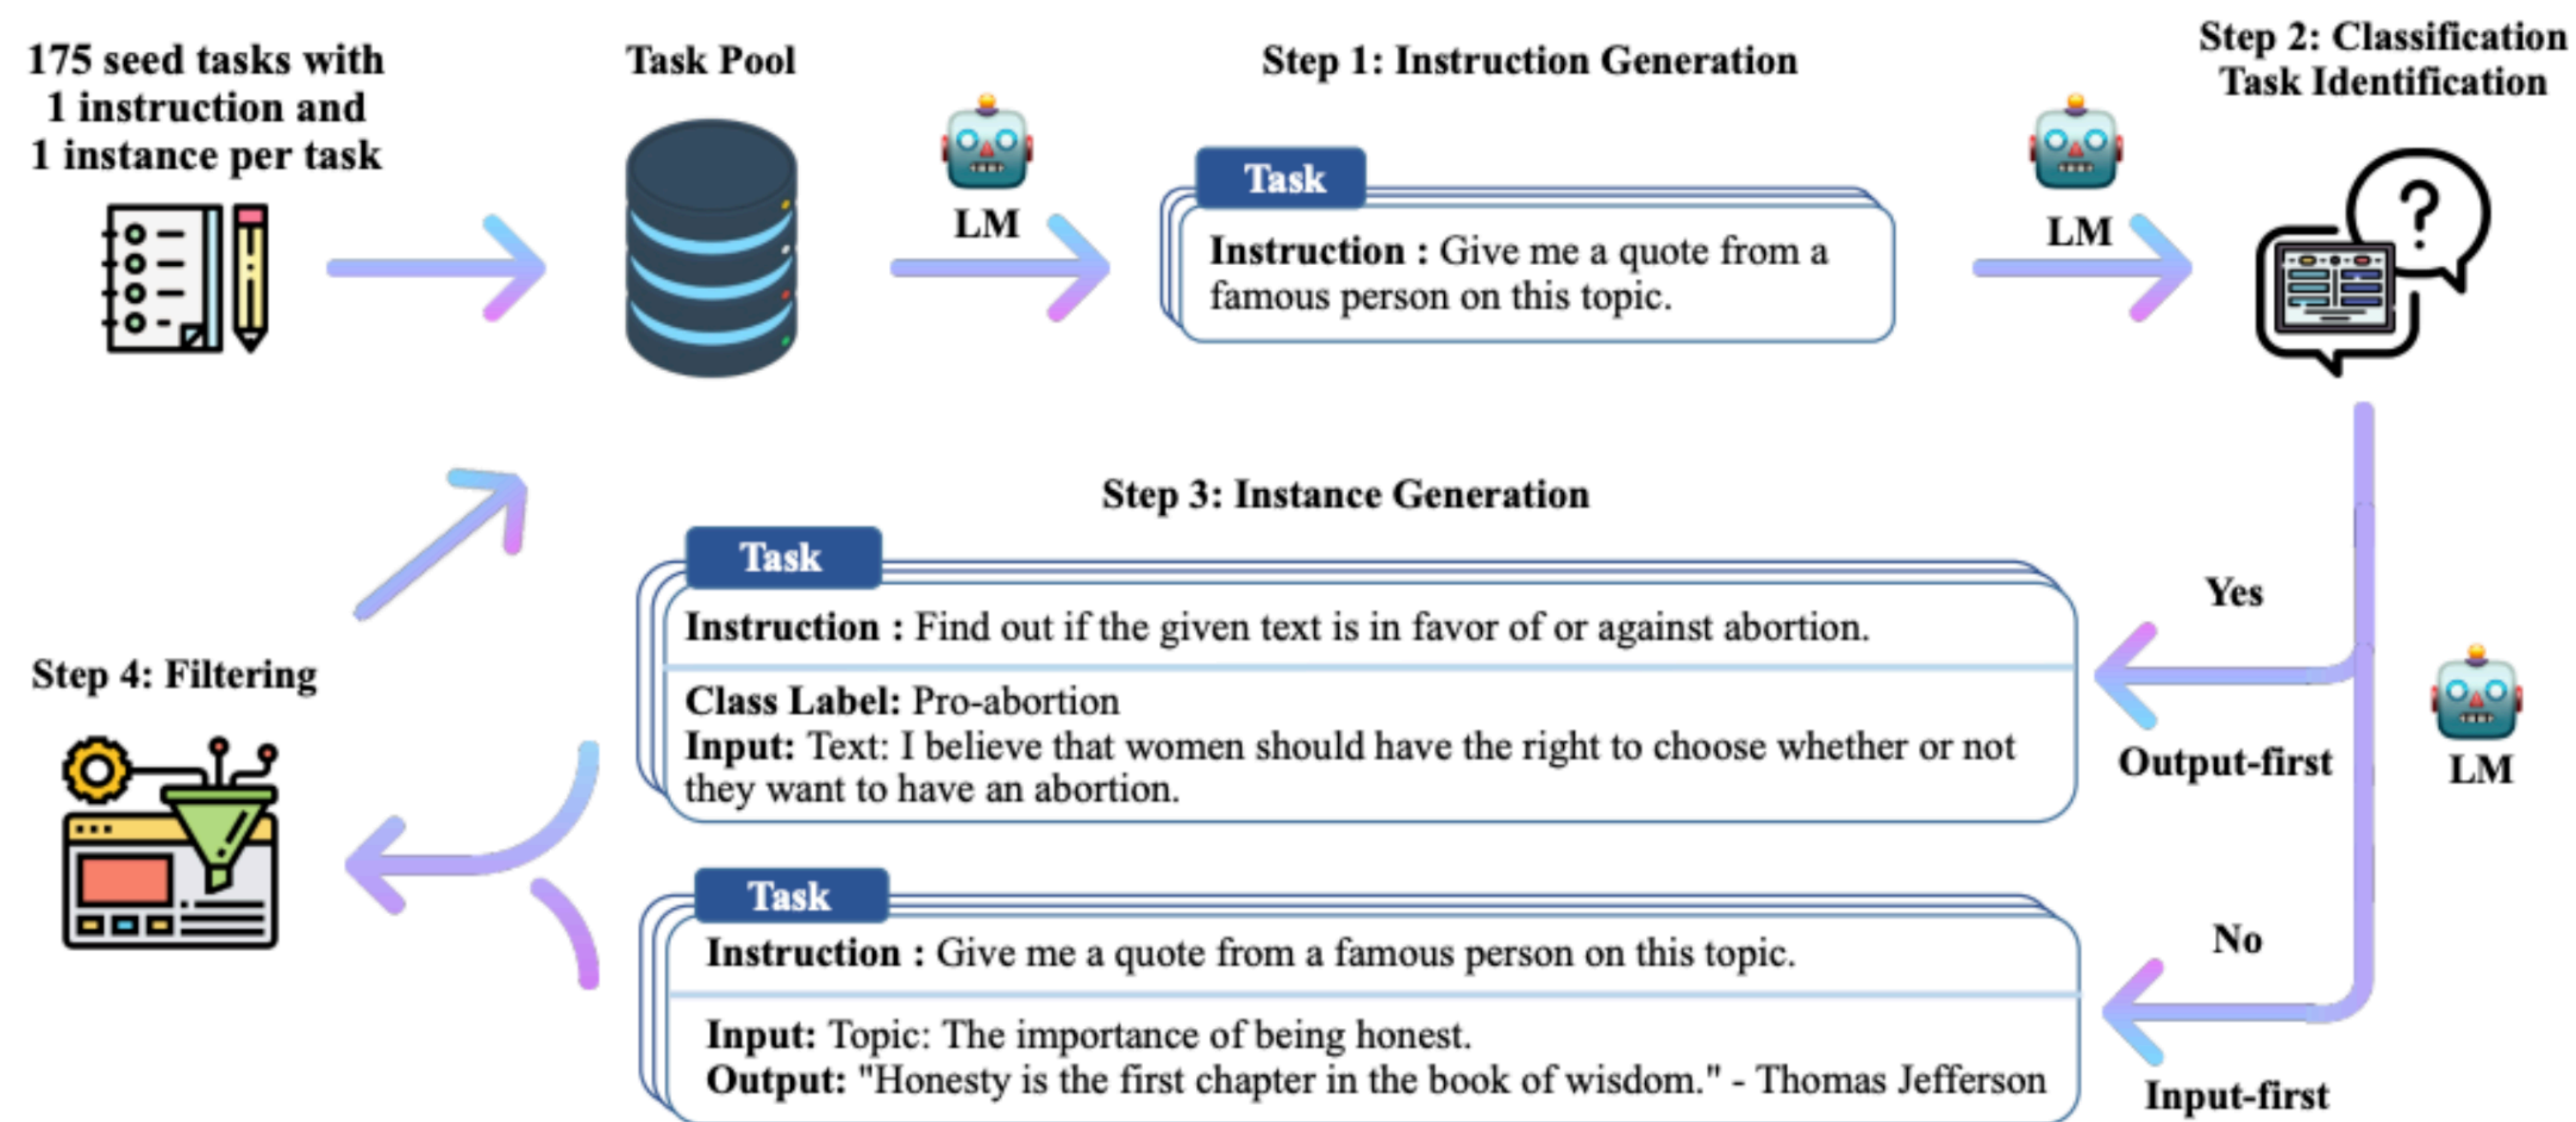 175 seed tasks with
1 instruction and
1 instance per task
Task Pool
LM
Step 1: Instruction Generation
Task
Instruction : Give me a quote from a
famous person on this topic.
LM
Step 2: Classification
Task Identification
?
Step 3: Instance Generation
Task
Instruction : Find out if the given text is in favor of or against abortion.
Class Label: Pro-abortion
Input: Text: I believe that women should have the right to choose whether or not
they want to have an abortion.
Yes
Output-first
LM
Task
Instruction : Give me a quote from a famous person on this topic.
Input: Topic: The importance of being honest.
Output: "Honesty is the first chapter in the book of wisdom." - Thomas Jefferson
No
Input-first
Step 4: Filtering